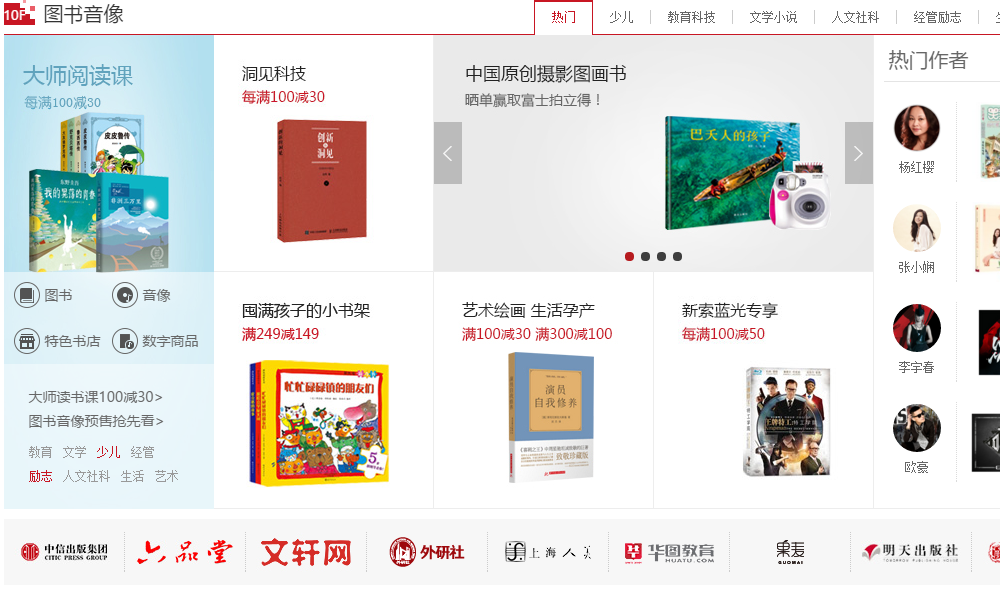 10F 图书音像
热门
少儿
教育科技
文学小说
人文社科
经管励志
大师阅读课
每满100减30
皮皮鲁传
我的晃荡的青春
非洲三万里
图书
音像
特色书店
数字商品
大师读书课100减30>
图书音像预售抢先看>
教育 文学 少儿 经管
励志 人文社科 生活 艺术
洞见科技
每满100减30
创新
洞见
中国原创摄影图画书
晒单赢取富士拍立得！
巴夭人的孩子
囤满孩子的小书架
满249减149
忙忙碌碌镇的朋友们
艺术绘画 生活孕产
满100减30 满300减100
演员
自我修养
新索蓝光专享
每满100减50
王牌特工:特工学院
热门作者
杨红樱
张小娴
李宇春
欧豪
中信出版集团
CITIC PRESS GROUP
六品堂
文轩网
外研社
上海人
华图教育
HUATU.COM
果麦
GUOMAI
明天出版社
TOMORROW PUBLISHING HOUSE